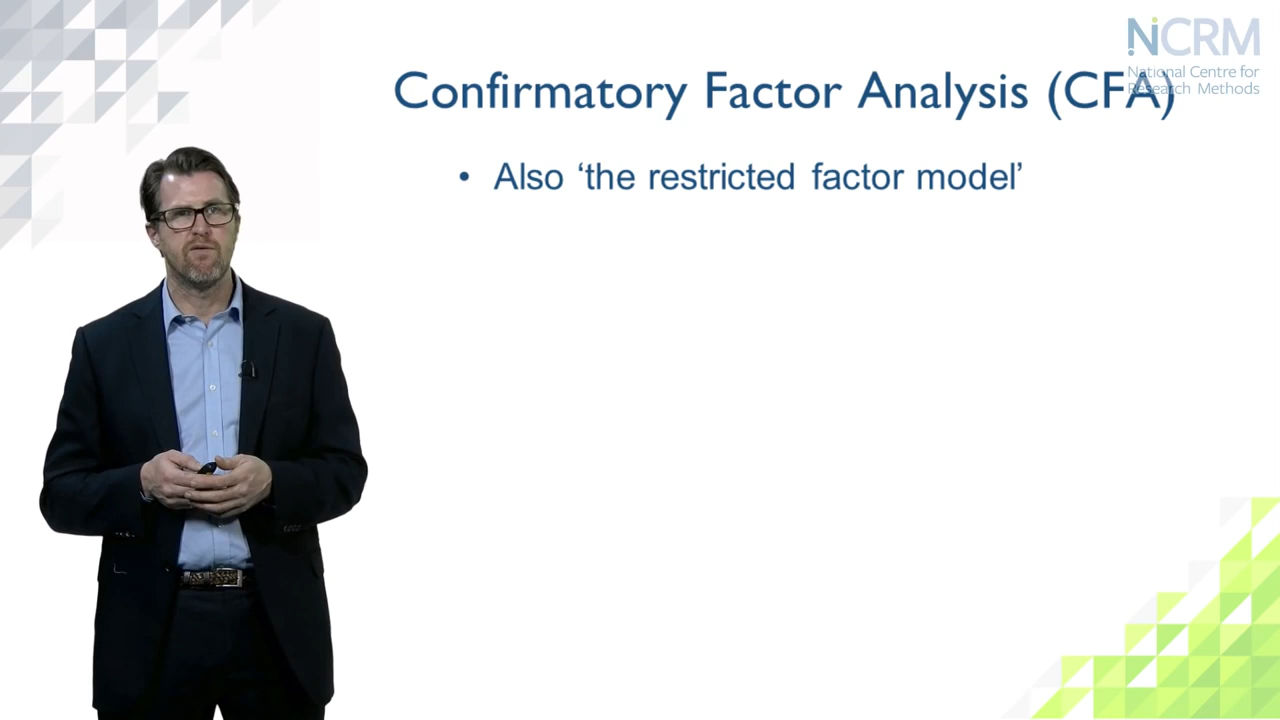 NCRM
National Centre for
Research Methods
Confirmatory Factor Analysis (CFA)
• Also ‘the restricted factor model’